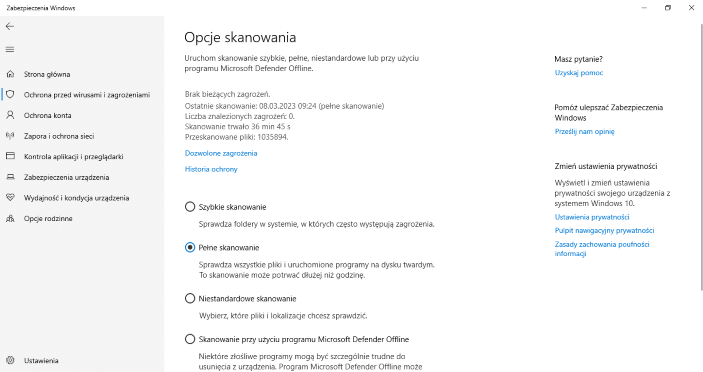 Zabezpieczenia Windows
Strona główna
Ochrona przed wirusami i zagrożeniami
Ochrona konta
Zapora i ochrona sieci
Kontrola aplikacji i przeglądarki
Zabezpieczenia urządzenia
Wydajność i kondycja urządzenia
Opcje rodzinne
Ustawienia
Opcje skanowania
Uruchom skanowanie szybkie, pełne, niestandardowe lub przy użyciu
programu Microsoft Defender Offline.
Brak bieżących zagrożeń.
Ostatnie skanowanie: 08.03.2023 09:24 (pełne skanowanie)
Liczba znalezionych zagrożeń: 0.
Skanowanie trwało 36 min 45 s
Przeskanowane pliki: 1035894.
Dozwolone zagrożenia
Historia ochrony
Szybkie skanowanie
Sprawdza foldery w systemie, w których często występują zagrożenia.
Pełne skanowanie
Sprawdza wszystkie pliki i uruchomione programy na dysku twardym.
To skanowanie może potrwać dłużej niż godzinę.
Niestandardowe skanowanie
Wybierz, które pliki i lokalizacje chcesz sprawdzić.
Skanowanie przy użyciu programu Microsoft Defender Offline
Niektóre złośliwe programy mogą być szczególnie trudne do
usunięcia z urządzenia. Program Microsoft Defender Offline może
Masz pytanie?
Uzyskaj pomoc
Pomóż ulepszać Zabezpieczenia
Windows
Prześlij nam opinię
Zmień ustawienia prywatności
Wyświetl i zmień ustawienia
prywatności swojego urządzenia z
systemem Windows 10.
Ustawienia prywatności
Pulpit nawigacyjny prywatności
Zasady zachowania poufności
informacji